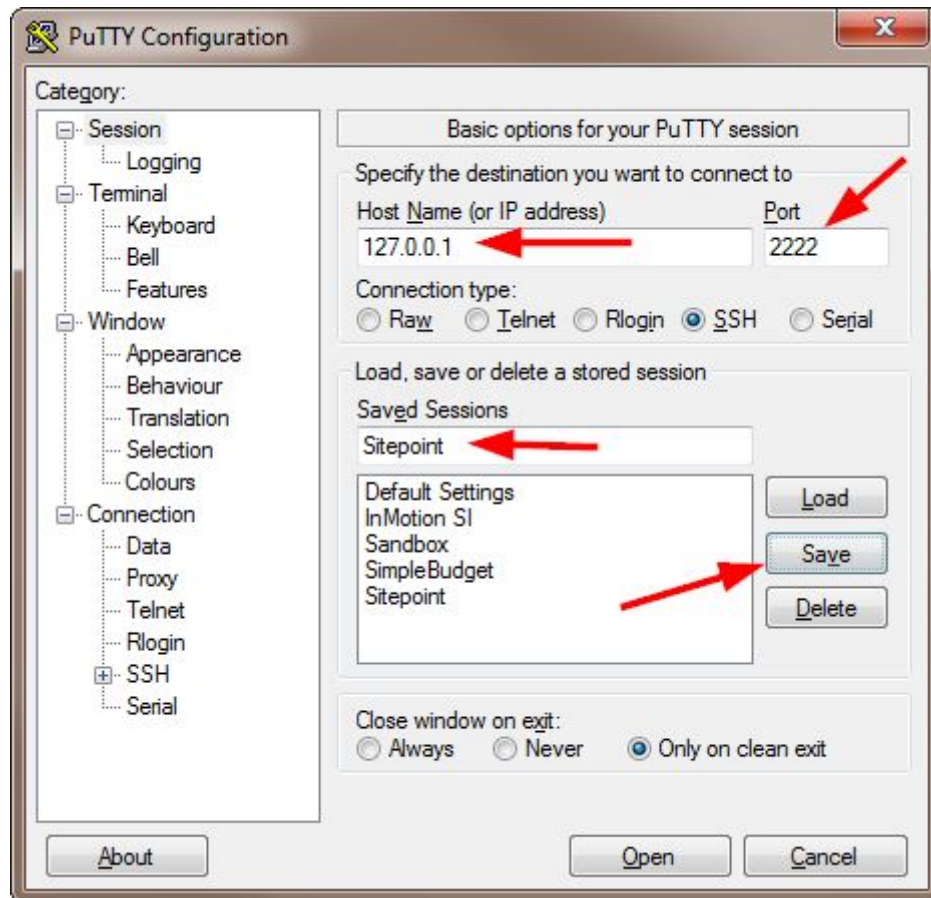 PuTTY Configuration
Category:
Session
Logging
Terminal
Keyboard
Bell
Features
Window
Appearance
Behaviour
Translation
Selection
Colours
Connection
Data
Proxy
Telnet
Rlogin
SSH
Serial
Basic options for your PuTTY session
Specify the destination you want to connect to
Host Name (or IP address) Port
127.0.0.1 2222
Connection type:
Raw Telnet Rlogin SSH Serial
Load, save or delete a stored session
Saved Sessions
Sitepoint
Default Settings
InMotion SI
Sandbox
SimpleBudget
Sitepoint
Load
Save
Delete
Close window on exit:
Always Never Only on clean exit
About Open Cancel